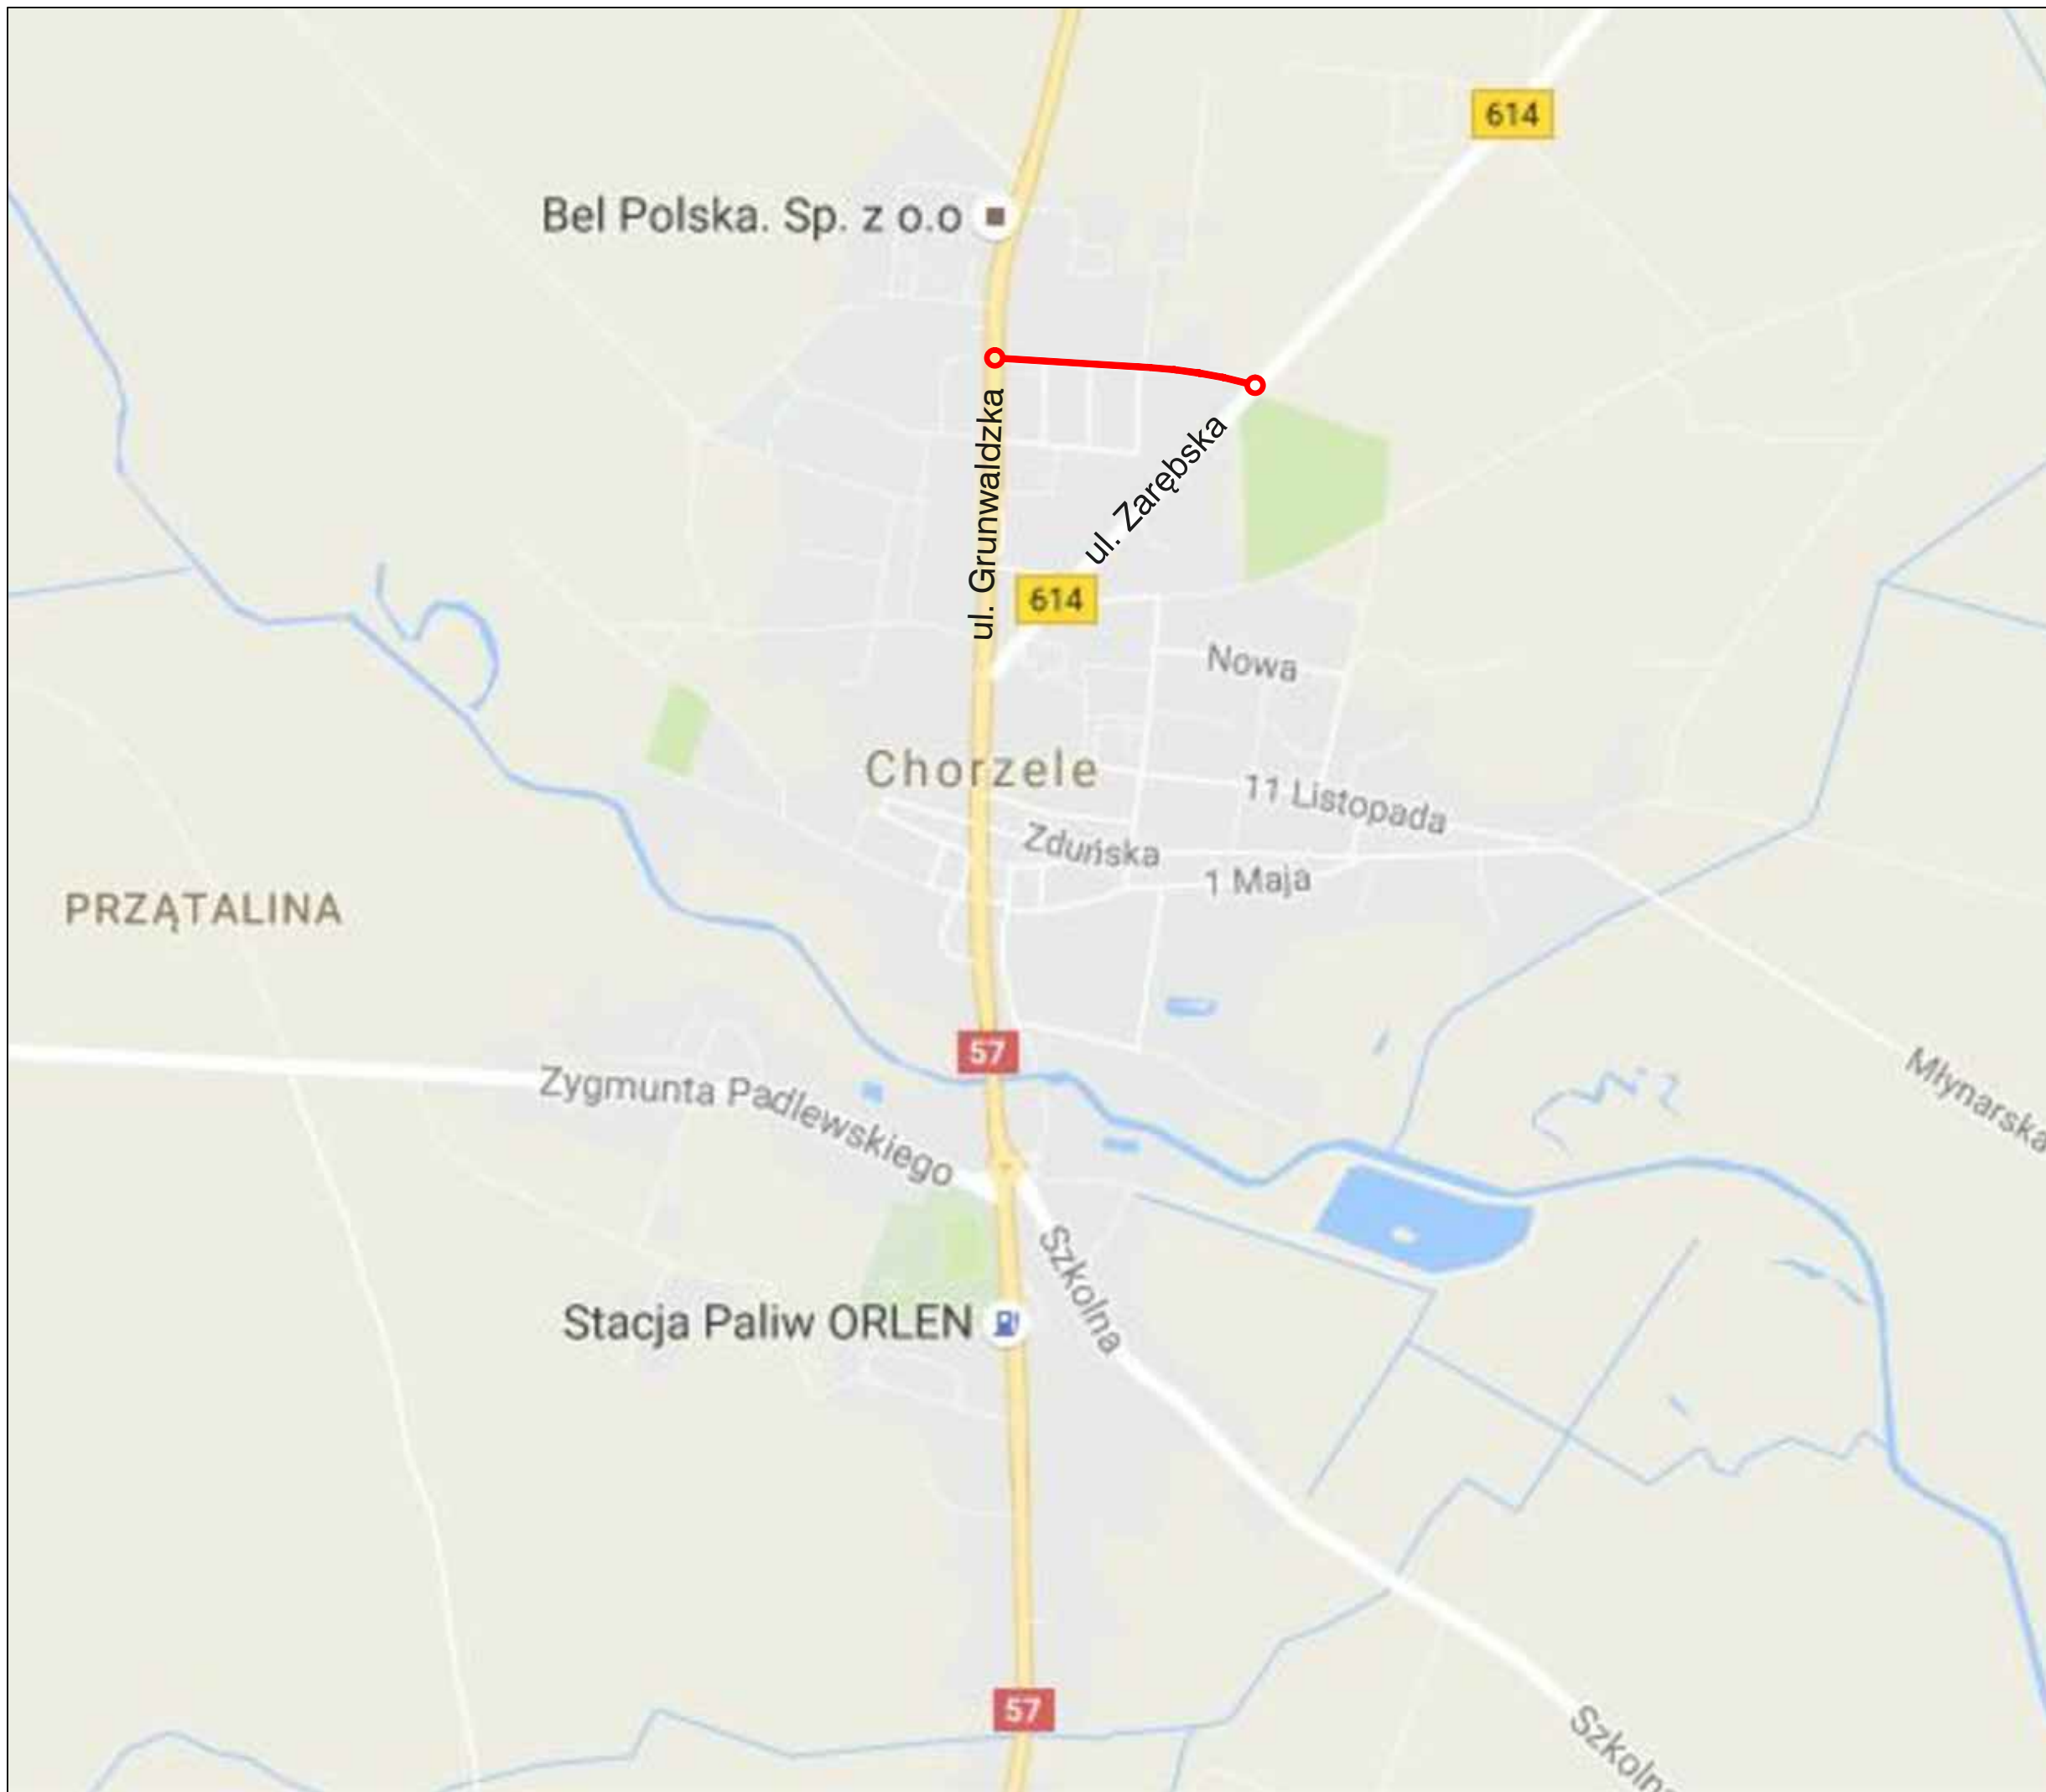 614
Bel Polska. Sp. z o.o
ul. Grunwaldzka
ul. Zarębska
614
Nowa
Chorzele
11 Listopada
Zduńska
1 Maja
PRZĄTALINA
57
Zygmunta Padlewskiego
Młynarska
Szkolna
Stacja Paliw ORLEN
57
Szkolna